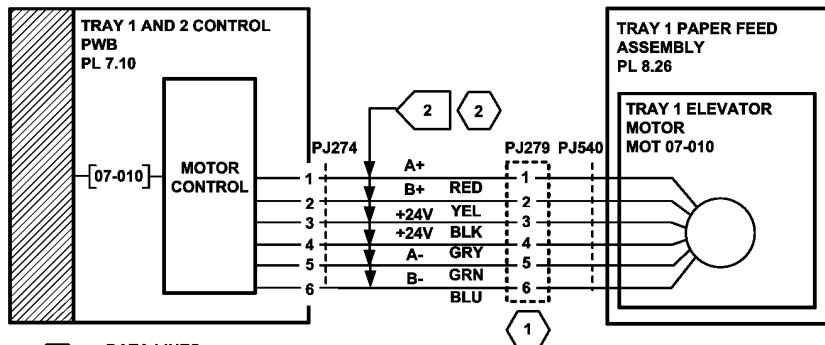 TRAY 1 AND 2 CONTROL
PWB
PL 7.10
[07-010]
MOTOR
CONTROL
PJ274
1
2
3
4
5
6
2
2
A+
B+ RED
+24V YEL
+24V BLK
A- GRY
B- GRN
BLU
PJ279
PJ540
1
2
3
4
5
6
1
TRAY 1 PAPER FEED
ASSEMBLY
PL 8.26
TRAY 1 ELEVATOR
MOTOR
MOT 07-010